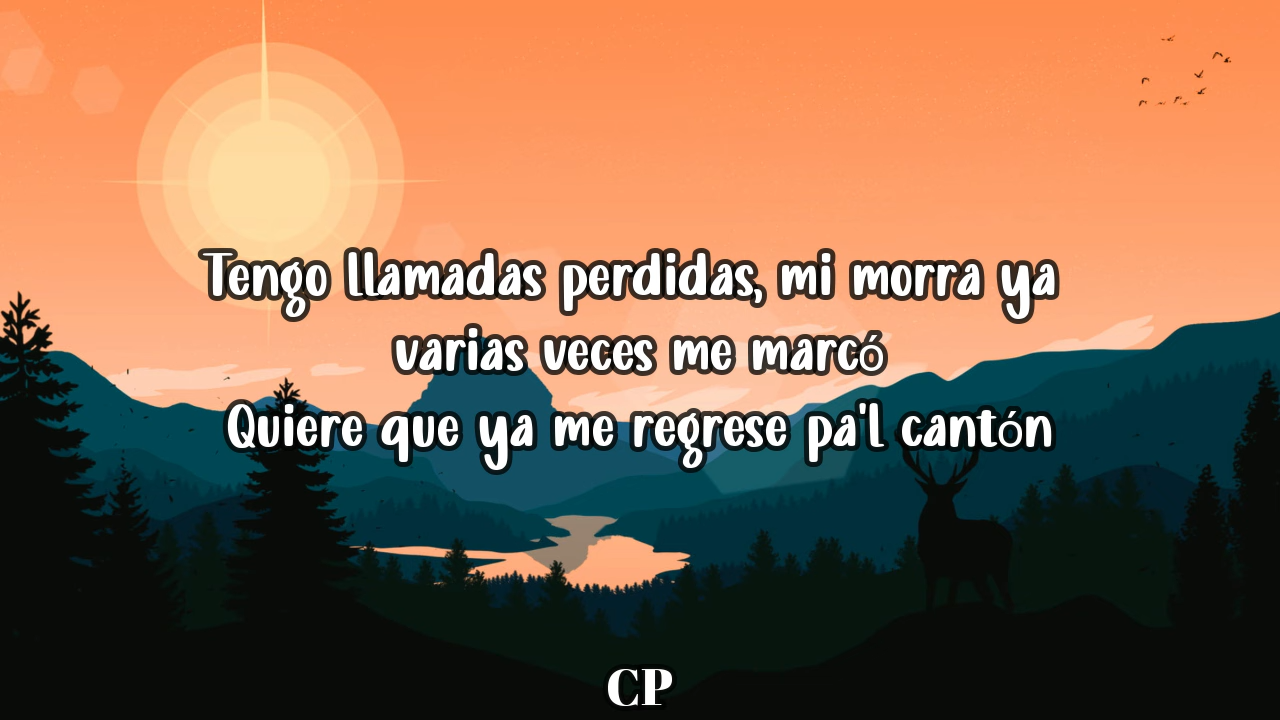 Tengo llamadas perdidas, mi morra ya
varias veces me marcó
Quiere que ya me regrese pa'l cantón
CP